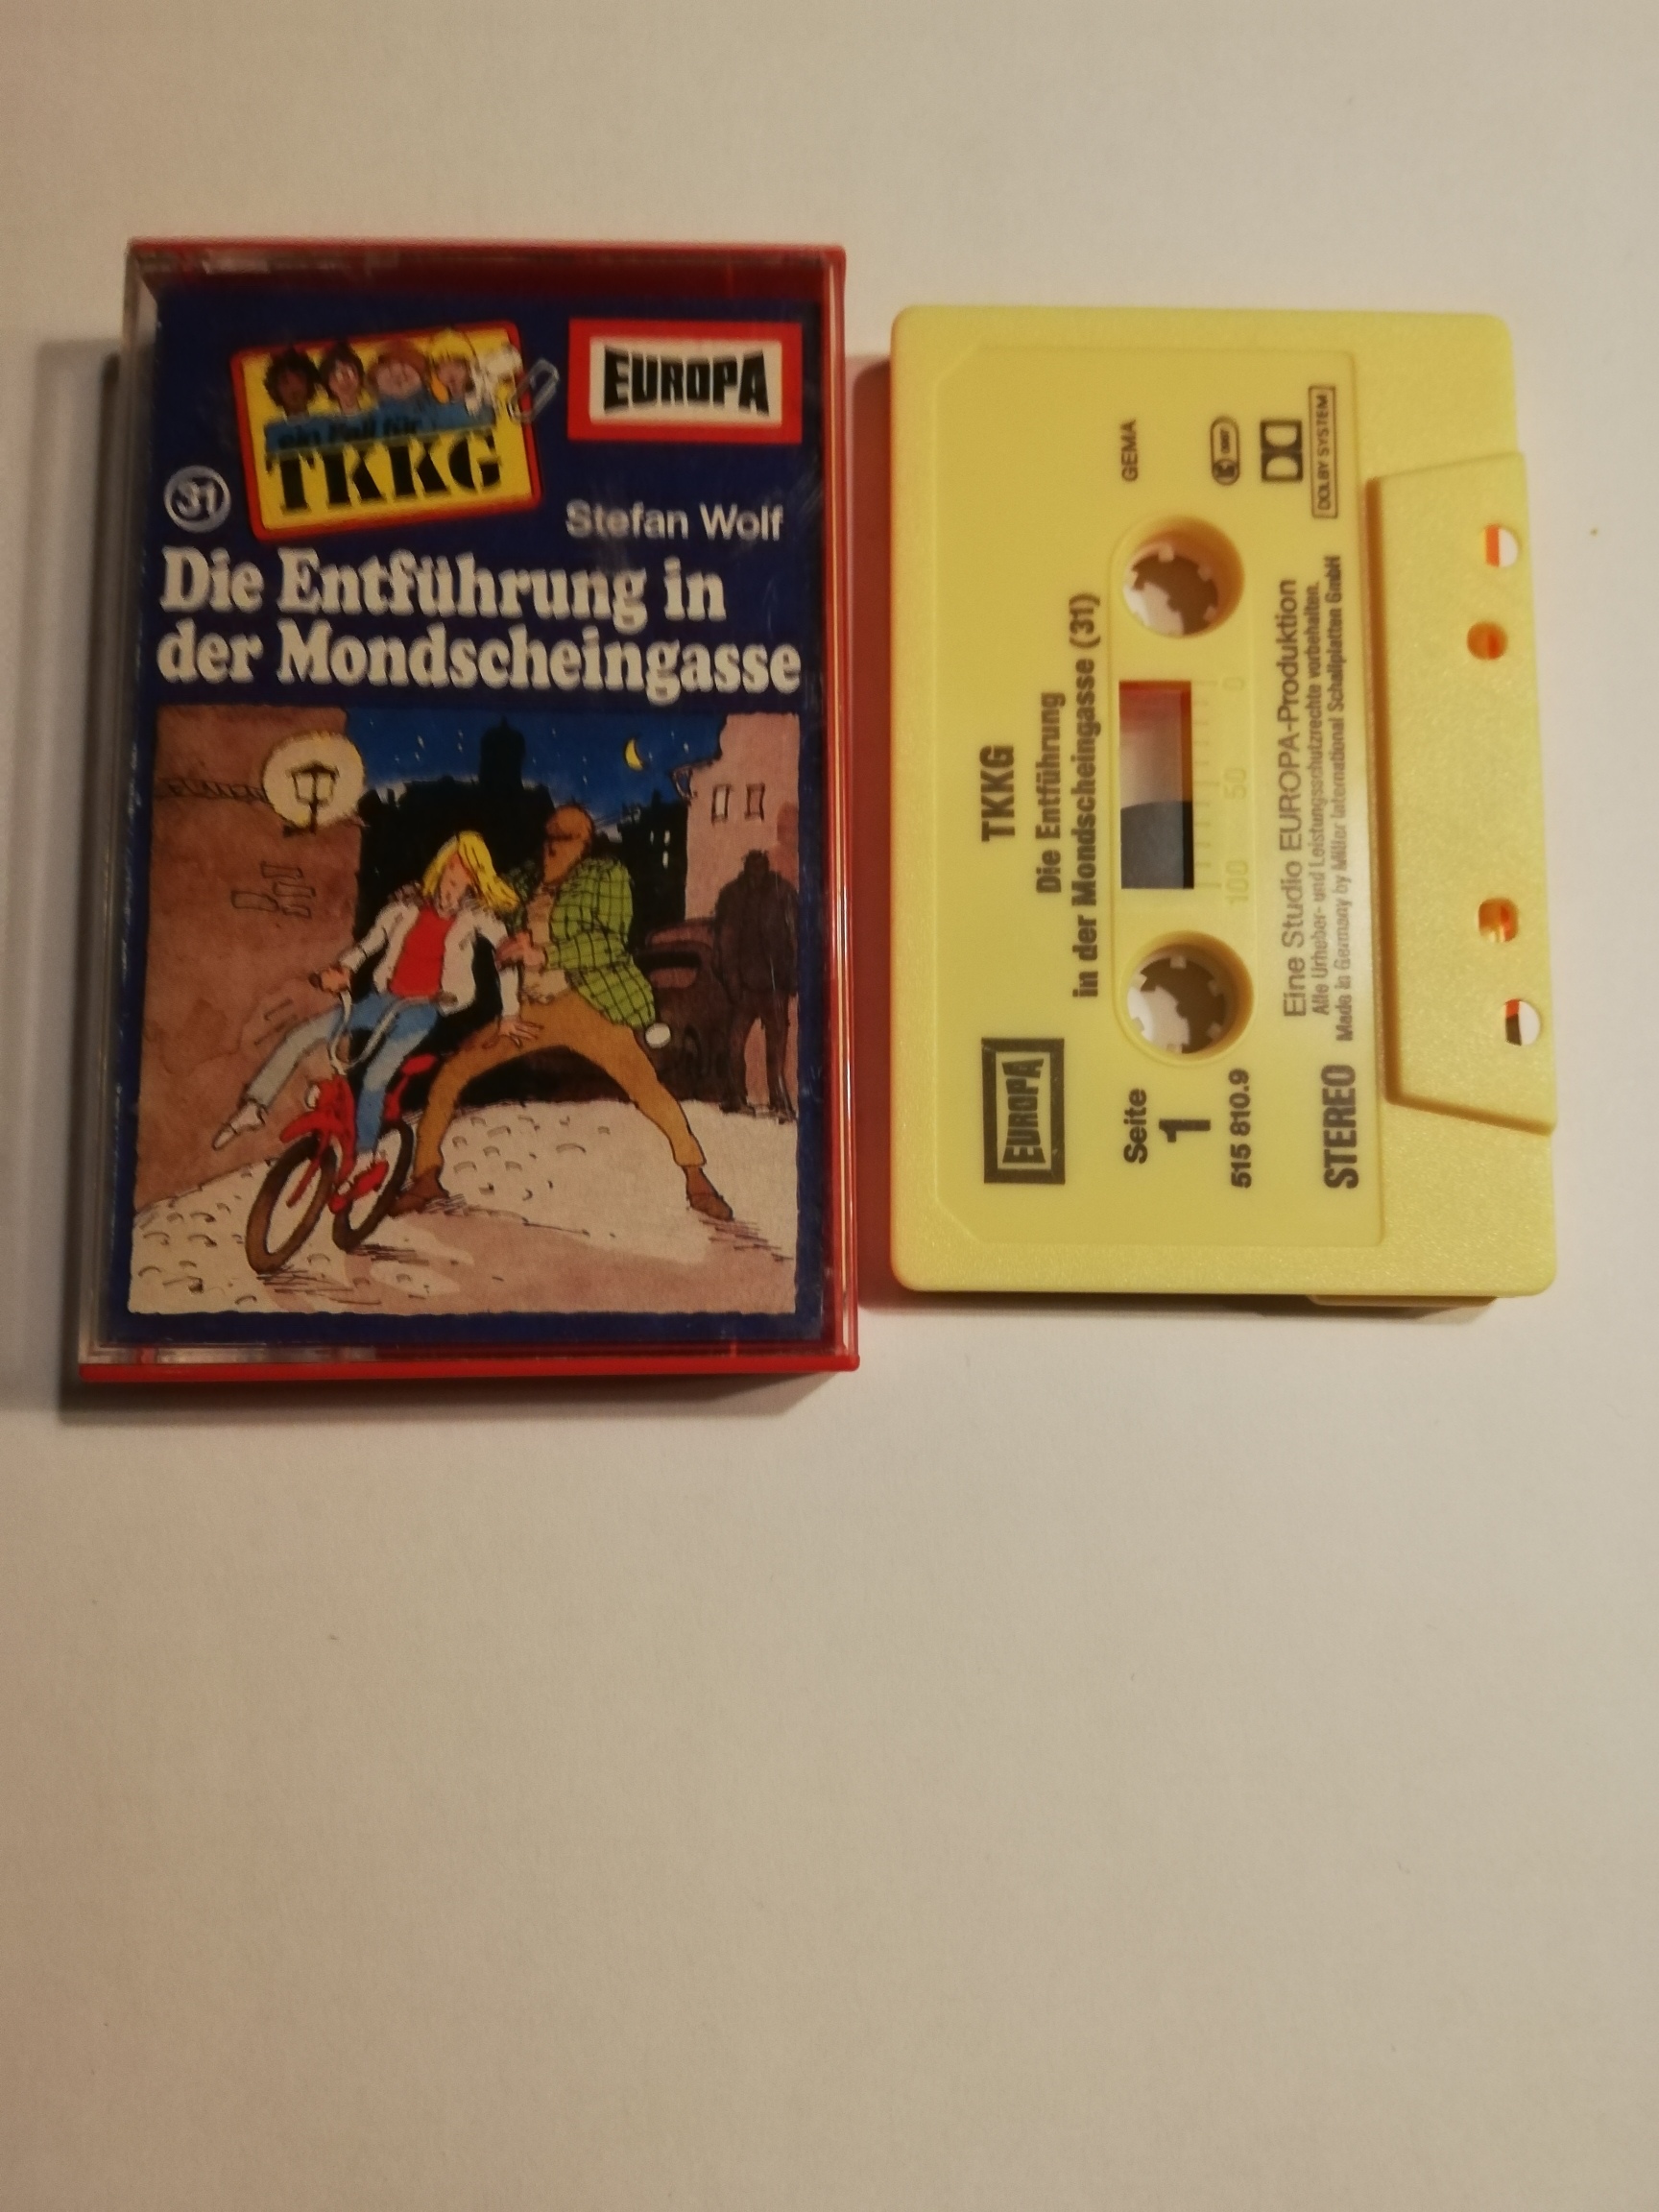 ein Fall für
TKKG
EUROPA
31
Stefan Wolf
Die Entführung in
der Mondscheingasse
EUROPA
TKKG
Die Entführung
in der Mondscheingasse (31)
GEMA
Seite
1
515 810.9
DOLBY SYSTEM
Eine Studio EUROPA-Produktion
Alle Urheber- und Leistungsschutzrechte vorbehalten.
Made in Germany by Miller International Schallplatten GmbH
STEREO
100 50 0